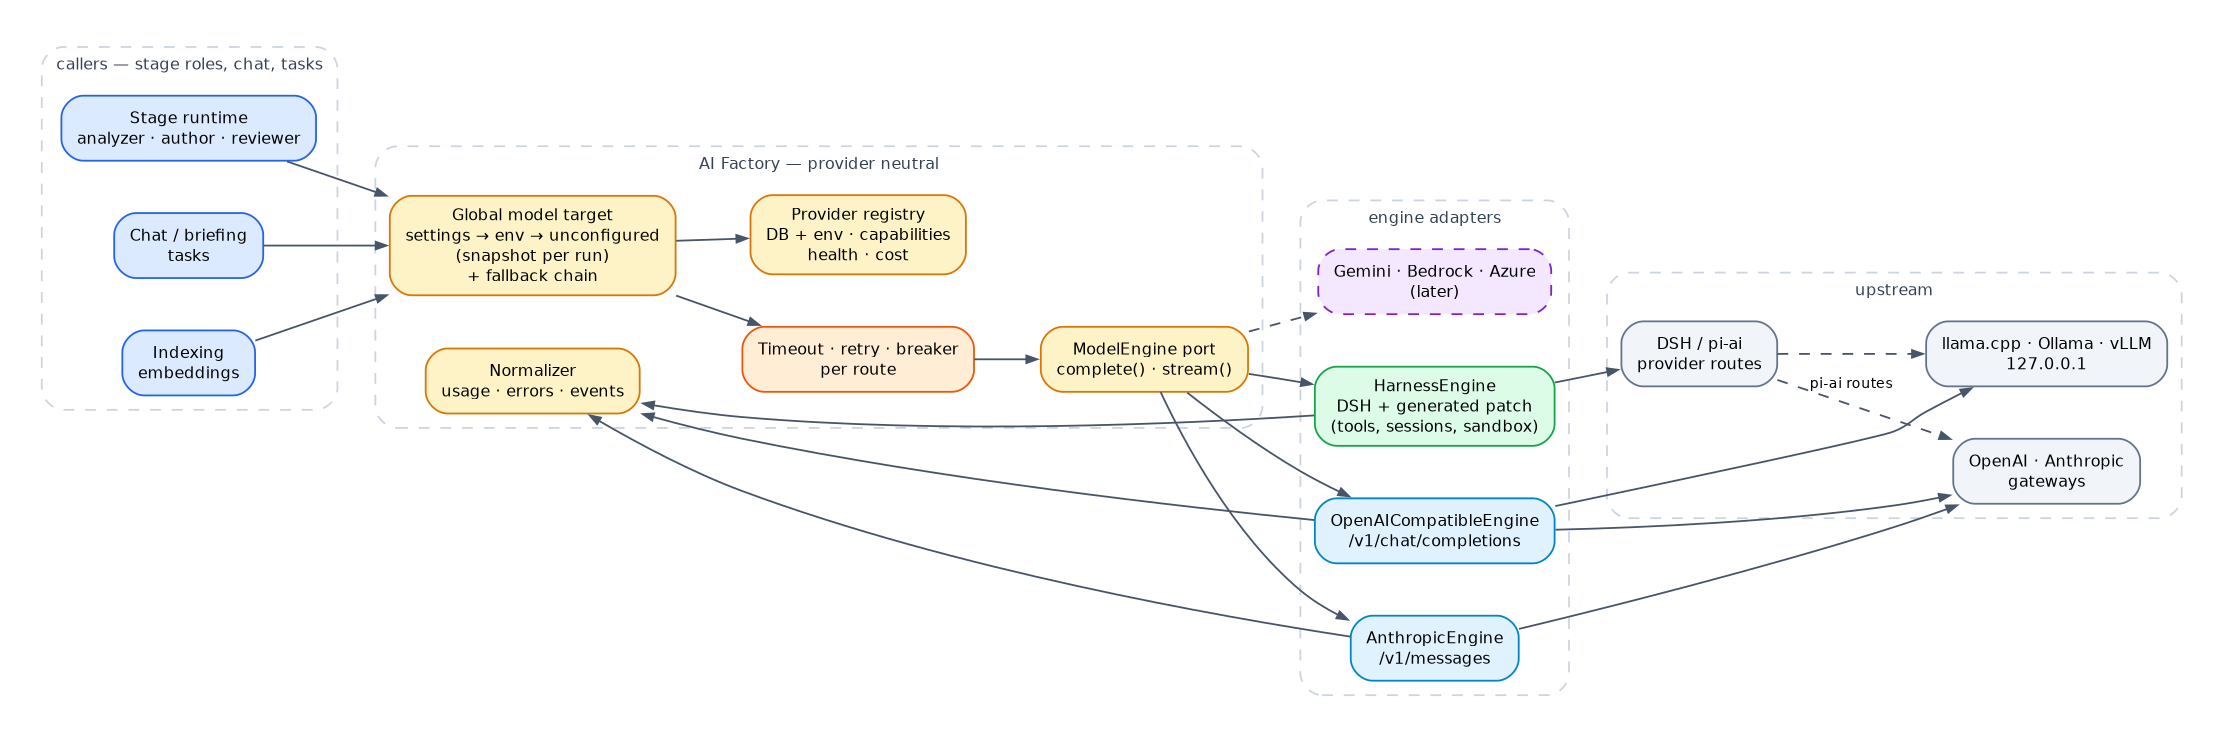 callers — stage roles, chat, tasks
Stage runtime
analyzer · author · reviewer
Chat / briefing
tasks
Indexing
embeddings
AI Factory — provider neutral
Global model target
settings → env → unconfigured
(snapshot per run)
+ fallback chain
Provider registry
DB + env · capabilities
health · cost
Normalizer
usage · errors · events
Timeout · retry · breaker
per route
ModelEngine port
complete() · stream()
engine adapters
Gemini · Bedrock · Azure
(later)
HarnessEngine
DSH + generated patch
(tools, sessions, sandbox)
OpenAICompatibleEngine
/v1/chat/completions
AnthropicEngine
/v1/messages
upstream
DSH / pi-ai
provider routes
pi-ai routes
llama.cpp · Ollama · vLLM
127.0.0.1
OpenAI · Anthropic
gateways